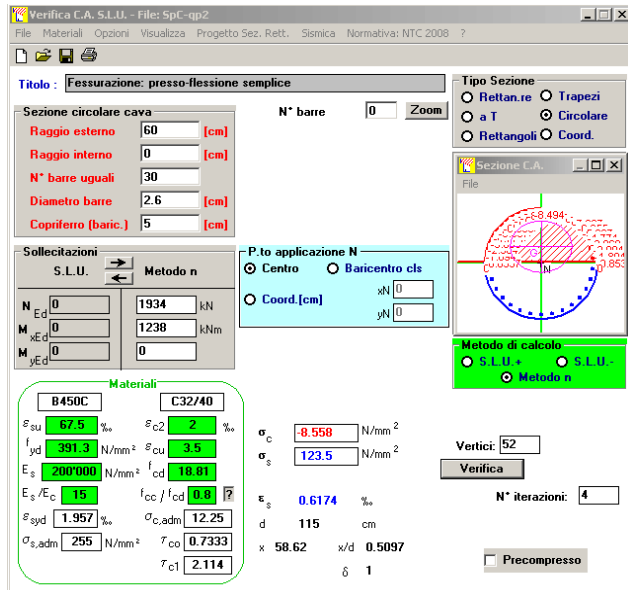 Verifica C.A. S.L.U. - File: SpC-qp2
File Materiali Opzioni Visualizza Progetto Sez. Rett. Sismica Normativa: NTC 2008 ?
Titolo : Fessurazione: presso-flessione semplice
Tipo Sezione
Rettan.re Trapezi
a T Circolare
Rettangoli Coord.
Sezione circolare cava
Raggio esterno 60 [cm]
Raggio interno 0 [cm]
N° barre uguali 30
Diametro barre 2.6 [cm]
Copriferro (baric.) 5 [cm]
N° barre 0 Zoom
Sezione C.A.
File
-8.494
G
N
Sollecitazioni
S.L.U. Metodo n
N Ed 0 1934 kN
M xEd 0 1238 kNm
M yEd 0 0
P.to applicazione N
Centro Baricentro cls
Coord.[cm] xN 0
yN 0
Metodo di calcolo
S.L.U.+ S.L.U.-
Metodo n
Materiali
B450C C32/40
εsu 67.5 ‰ εc2 2 ‰
fyd 391.3 N/mm² εcu 3.5
Es 200'000 N/mm² fcd 18.81
Es/Ec 15 fcc / fcd 0.8 ?
εsyd 1.957 ‰ σc,adm 12.25
σs,adm 255 N/mm² τco 0.7333
τc1 2.114
σc -8.558 N/mm²
σs 123.5 N/mm²
εs 0.6174 ‰
d 115 cm
x 58.62 x/d 0.5097
δ 1
Vertici: 52
Verifica
N° iterazioni: 4
Precompresso